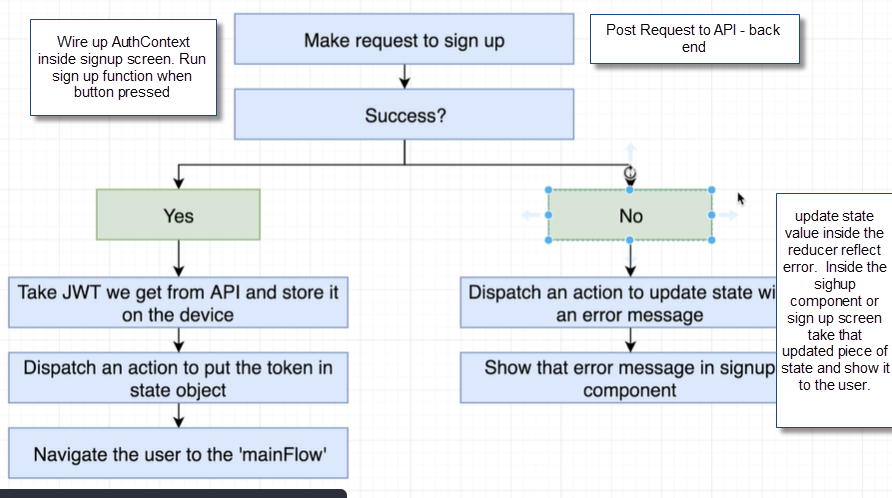 Wire up AuthContext
inside signup screen. Run
sign up function when
button pressed
Make request to sign up
Post Request to API - back
end
Success?
Yes
No
Take JWT we get from API and store it
on the device
Dispatch an action to put the token in
state object
Navigate the user to the 'mainFlow'
Dispatch an action to update state wi
an error message
Show that error message in signup
component
update state
value inside the
reducer reflect
error. Inside the
sighup
component or
sign up screen
take that
updated piece of
state and show it
to the user.